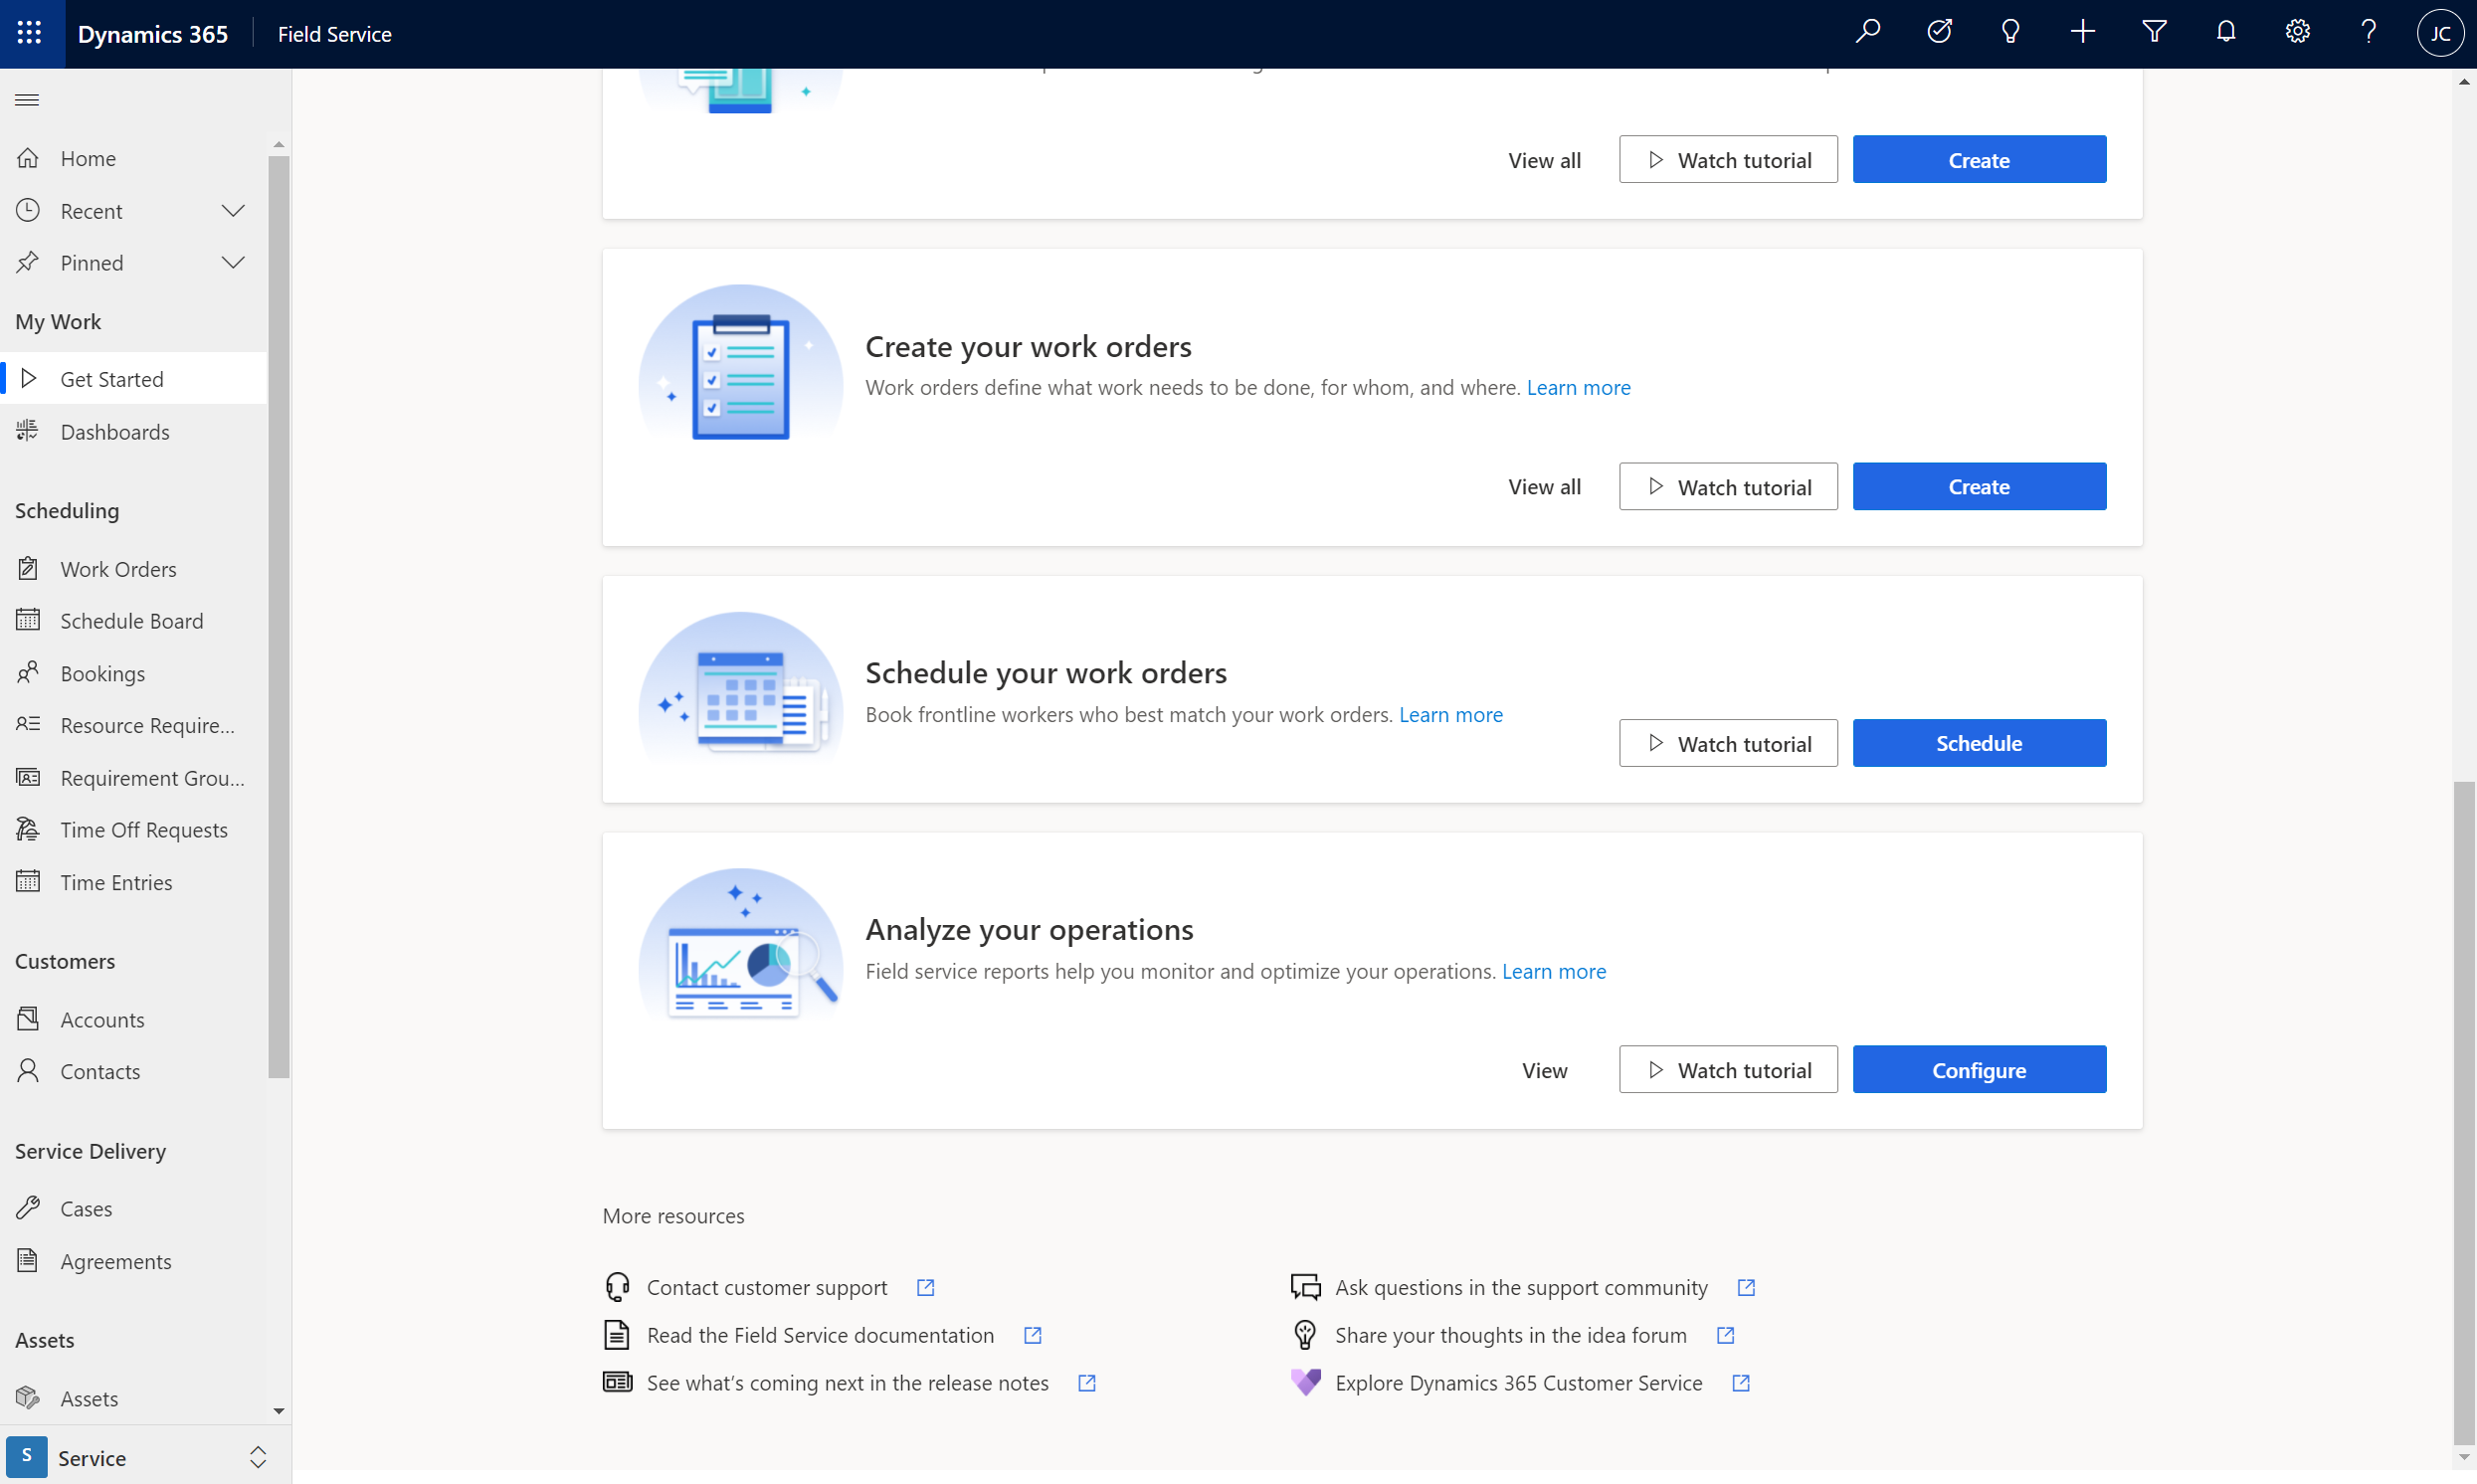 Dynamics 365
Field Service
JC
Home
Recent
Pinned
My Work
Get Started
Dashboards
Scheduling
Work Orders
Schedule Board
Bookings
Resource Require...
Requirement Grou...
Time Off Requests
Time Entries
Customers
Accounts
Contacts
Service Delivery
Cases
Agreements
Assets
Assets
S Service
View all
Watch tutorial
Create
Create your work orders
Work orders define what work needs to be done, for whom, and where. Learn more
View all
Watch tutorial
Create
Schedule your work orders
Book frontline workers who best match your work orders. Learn more
Watch tutorial
Schedule
Analyze your operations
Field service reports help you monitor and optimize your operations. Learn more
View
Watch tutorial
Configure
More resources
Contact customer support
Read the Field Service documentation
See what's coming next in the release notes
Ask questions in the support community
Share your thoughts in the idea forum
Explore Dynamics 365 Customer Service